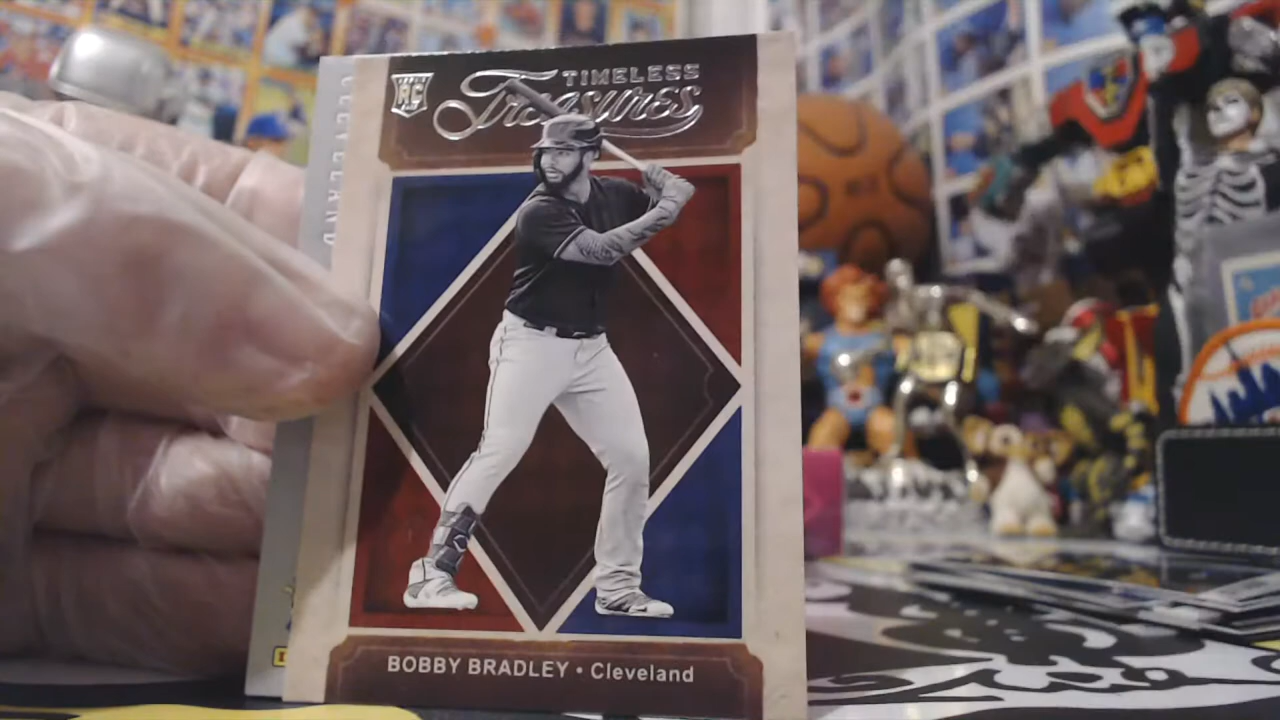 RC
TIMELESS
Treasures
CLEVELAND
BOBBY BRADLEY • Cleveland